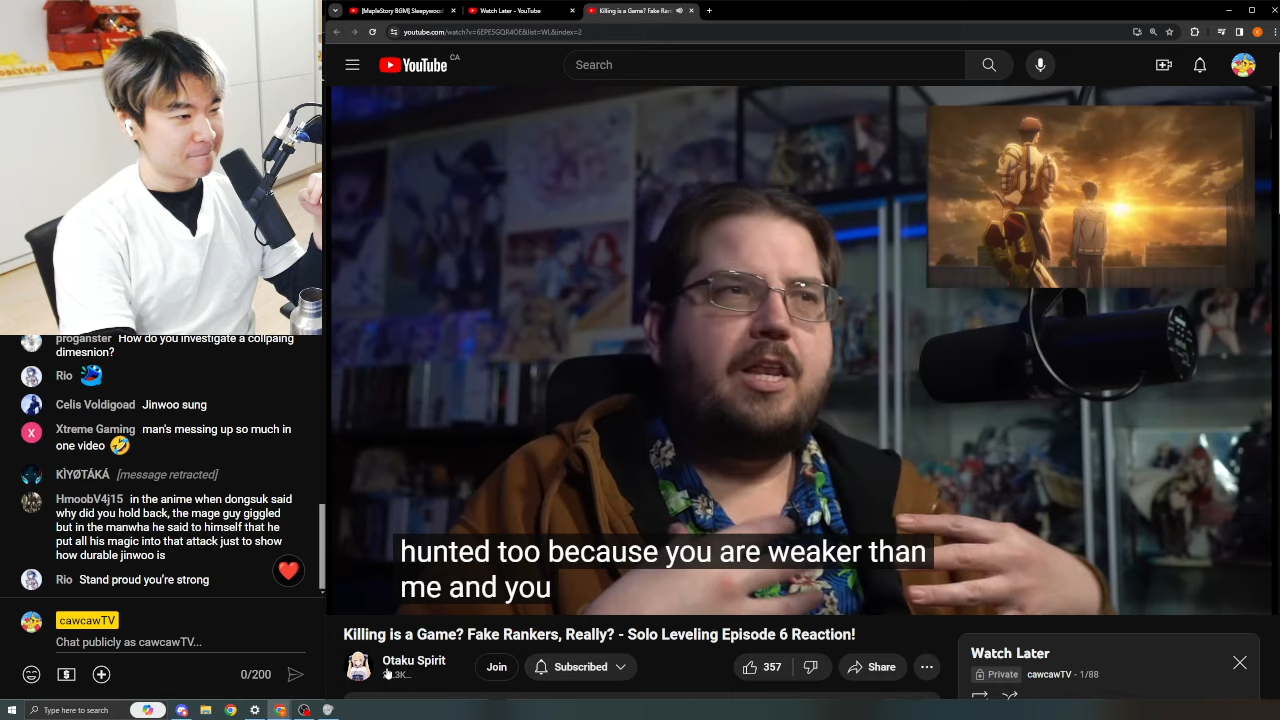 [MapleStory BGM] Sleepywood
Watch Later - YouTube
Killing is a Game? Fake Ran
youtube.com/watch?v=6EPE5GQR4OE&list=WL&index=2
YouTube CA
Search
proganster How do you investigate a collpaing
dimesnion?
Rio
Celis Voldigoad Jinwoo sung
X
Xtreme Gaming man's messing up so much in
one video
KÌYØTÁKÁ [message retracted]
HmoobV4j15 in the anime when dongsuk said
why did you hold back, the mage guy giggled
but in the manwha he said to himself that he
put all his magic into that attack just to show
how durable jinwoo is
Rio Stand proud you're strong
cawcawTV
Chat publicly as cawcawTV...
0/200
hunted too because you are weaker than
me and you
Killing is a Game? Fake Rankers, Really? - Solo Leveling Episode 6 Reaction!
Otaku Spirit
Join
Subscribed
357
Share
Watch Later
Private cawcawTV - 1/88
Type here to search